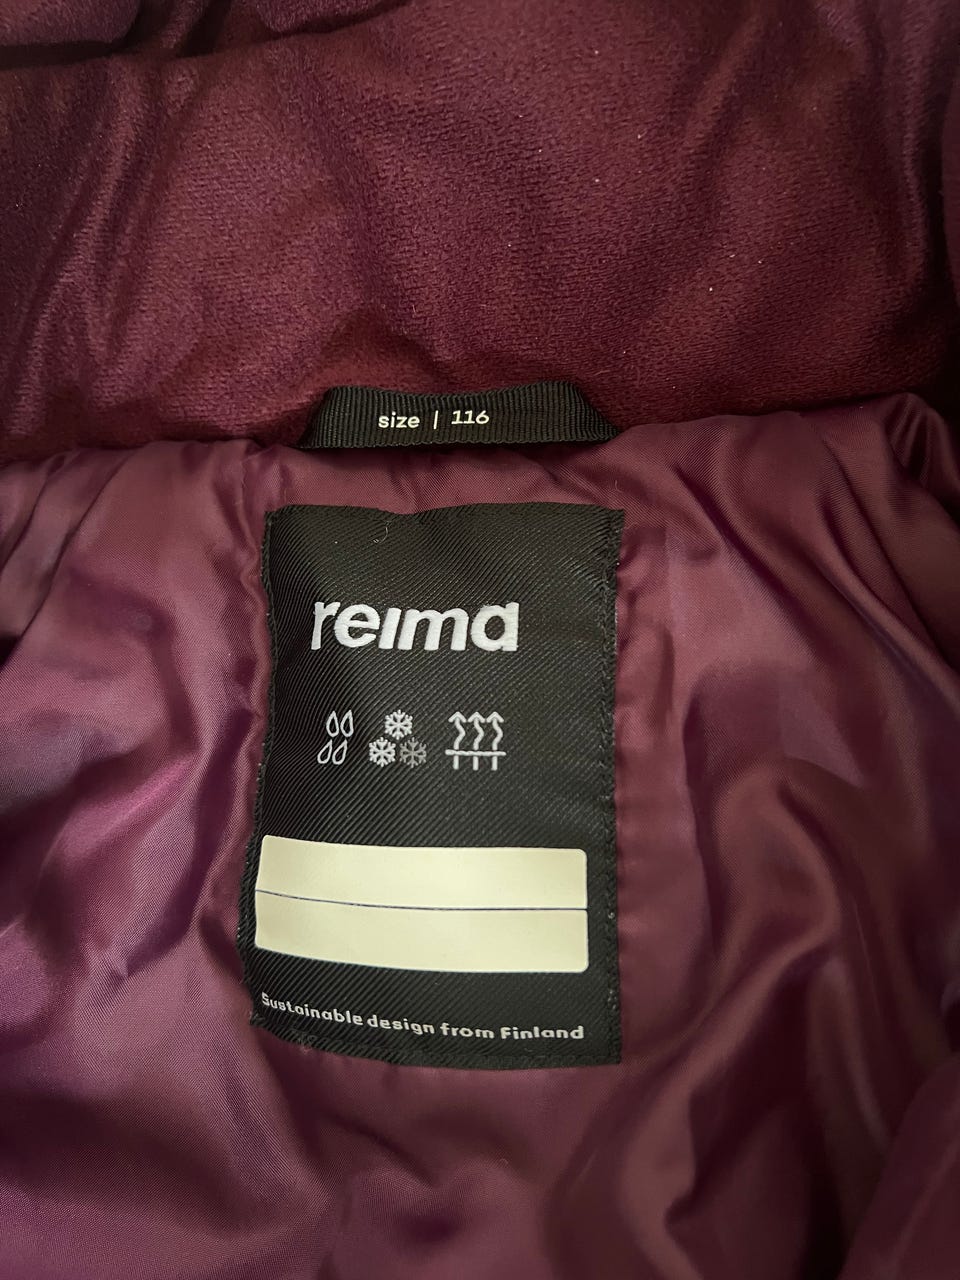 size | 116
reima
Sustainable design from Finland